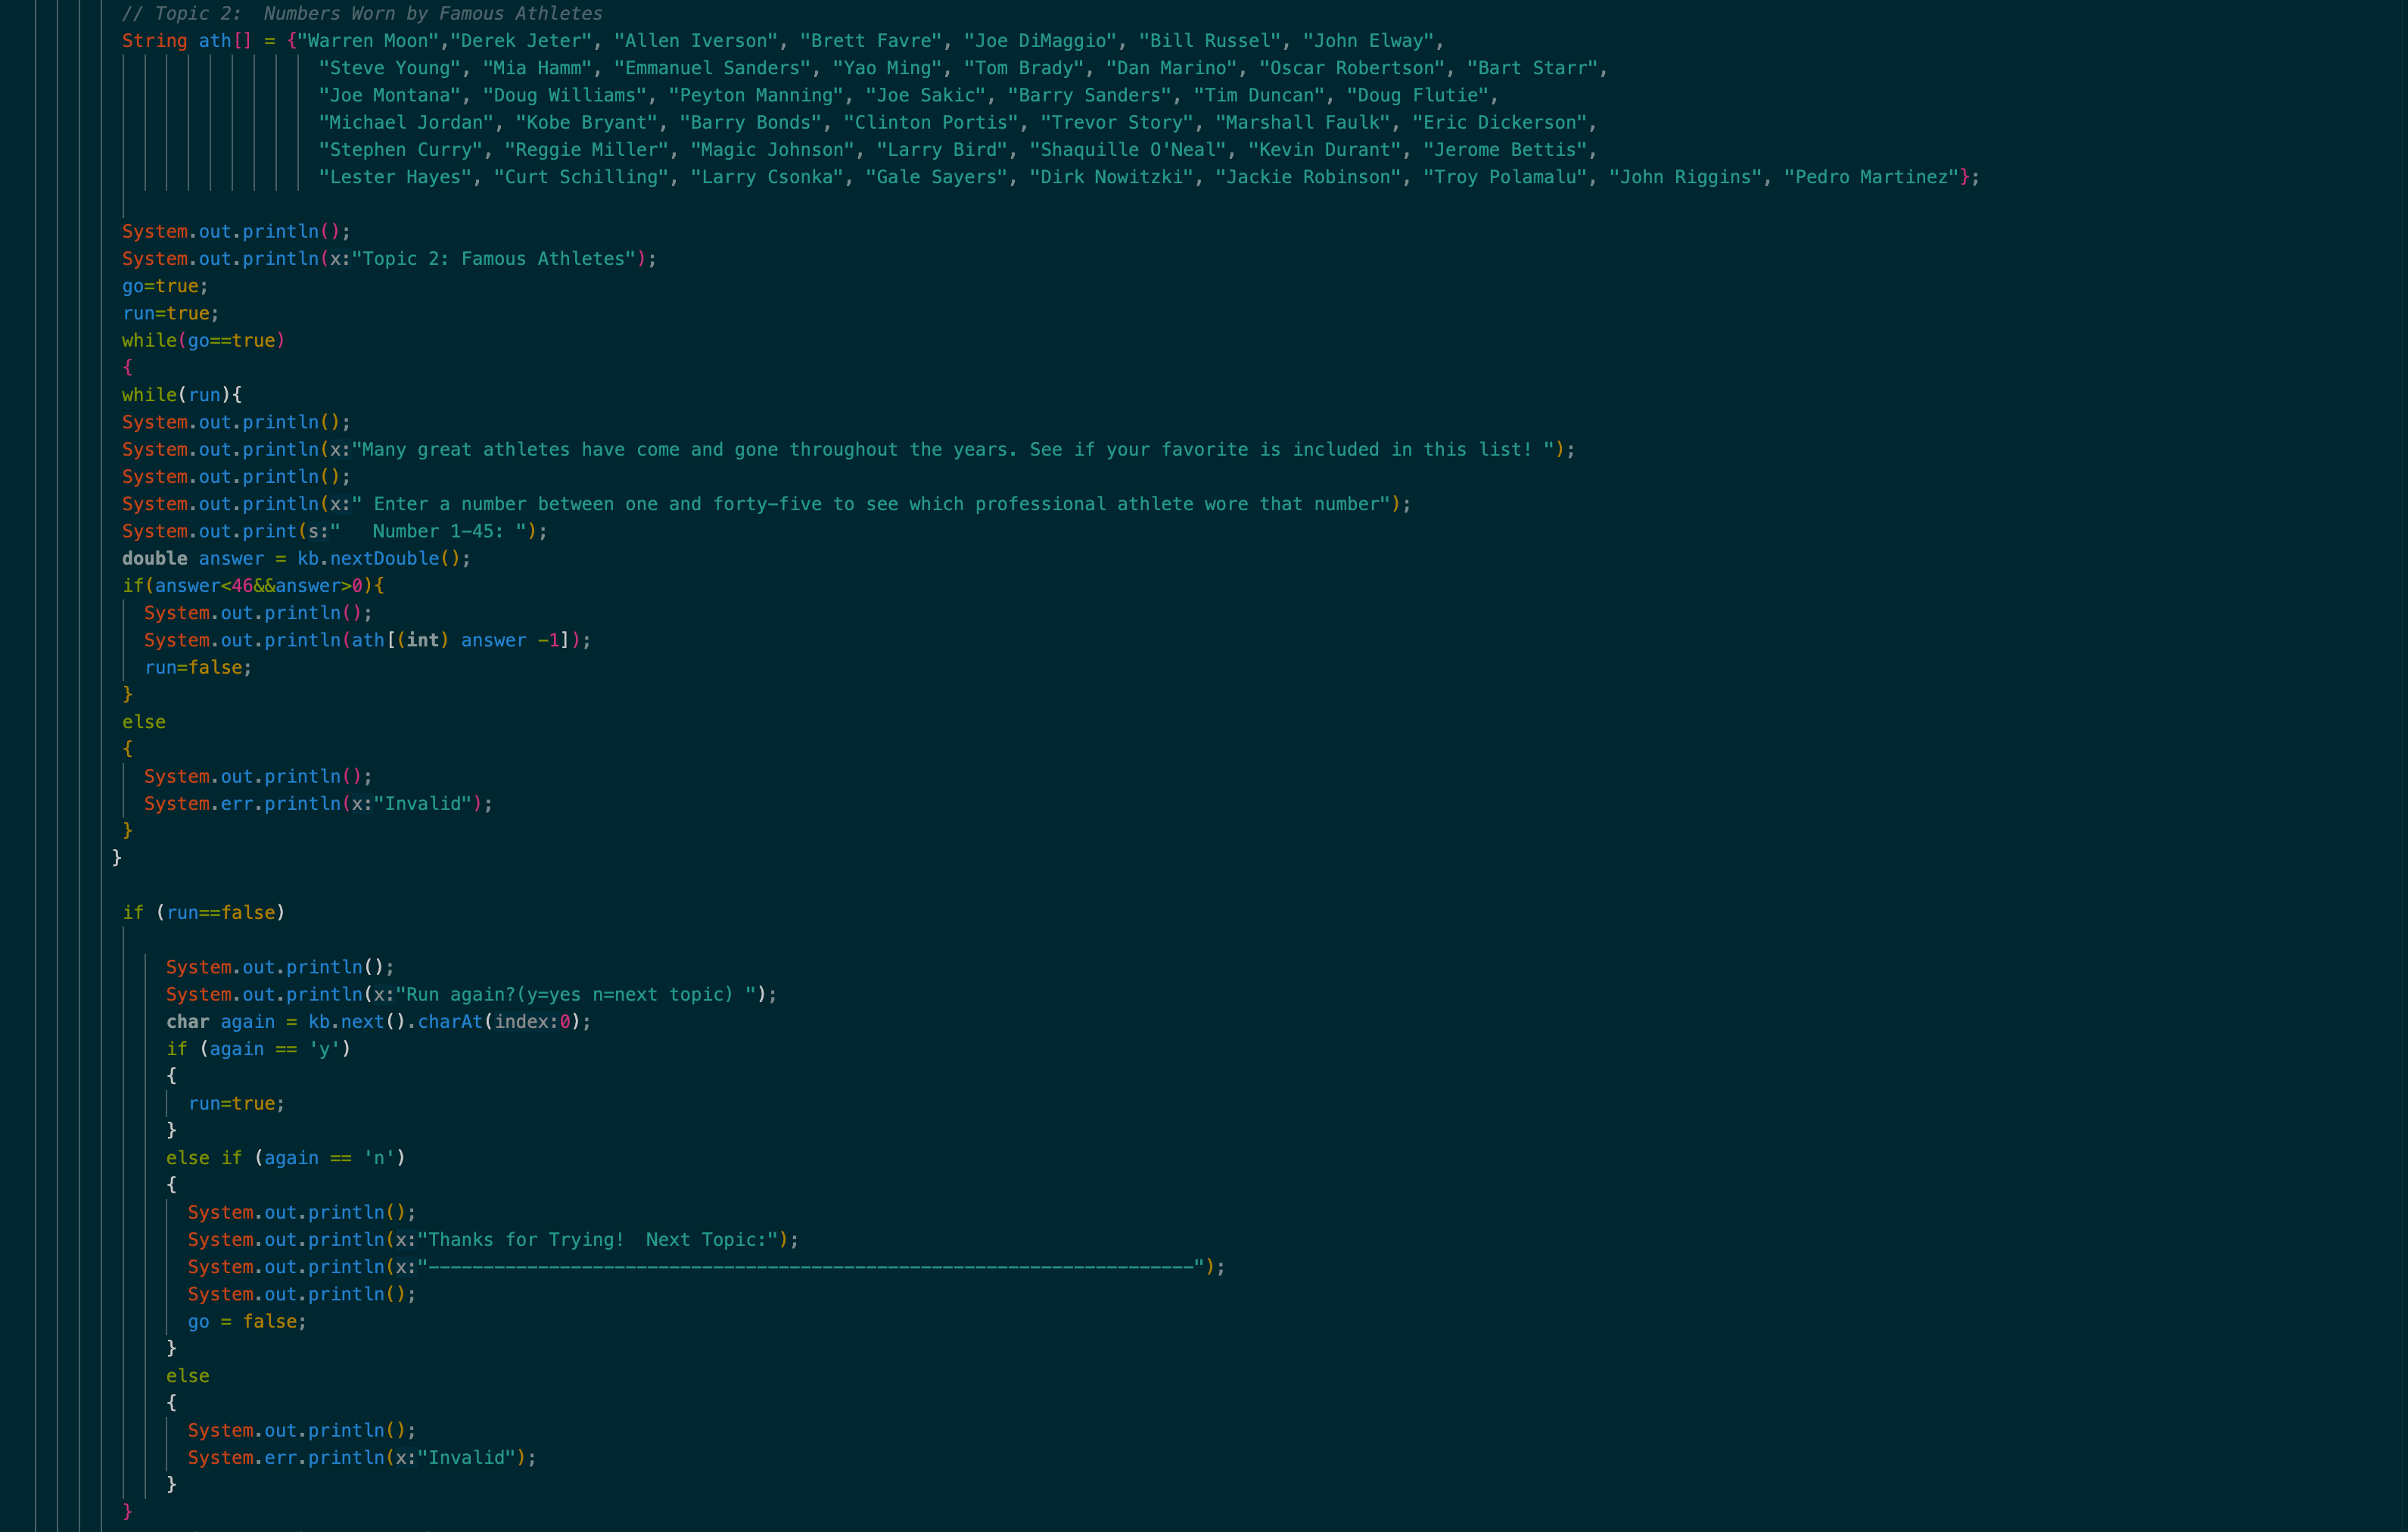 // Topic 2:  Numbers Worn by Famous Athletes
String ath[] = {"Warren Moon","Derek Jeter", "Allen Iverson", "Brett Favre", "Joe DiMaggio", "Bill Russel", "John Elway",
"Steve Young", "Mia Hamm", "Emmanuel Sanders", "Yao Ming", "Tom Brady", "Dan Marino", "Oscar Robertson", "Bart Starr",
"Joe Montana", "Doug Williams", "Peyton Manning", "Joe Sakic", "Barry Sanders", "Tim Duncan", "Doug Flutie",
"Michael Jordan", "Kobe Bryant", "Barry Bonds", "Clinton Portis", "Trevor Story", "Marshall Faulk", "Eric Dickerson",
"Stephen Curry", "Reggie Miller", "Magic Johnson", "Larry Bird", "Shaquille O'Neal", "Kevin Durant", "Jerome Bettis",
"Lester Hayes", "Curt Schilling", "Larry Csonka", "Gale Sayers", "Dirk Nowitzki", "Jackie Robinson", "Troy Polamalu", "John Riggins", "Pedro Martinez"};
System.out.println();
System.out.println(x:"Topic 2: Famous Athletes");
go=true;
run=true;
while(go==true)
{
while(run){
System.out.println();
System.out.println(x:"Many great athletes have come and gone throughout the years. See if your favorite is included in this list! ");
System.out.println();
System.out.println(x:" Enter a number between one and forty-five to see which professional athlete wore that number");
System.out.print(s:"   Number 1-45: ");
double answer = kb.nextDouble();
if(answer<46&&answer>0){
System.out.println();
System.out.println(ath[(int) answer -1]);
run=false;
}
else
{
System.out.println();
System.err.println(x:"Invalid");
}
}
if (run==false)
System.out.println();
System.out.println(x:"Run again?(y=yes n=next topic) ");
char again = kb.next().charAt(index:0);
if (again == 'y')
{
run=true;
}
else if (again == 'n')
{
System.out.println();
System.out.println(x:"Thanks for Trying!  Next Topic:");
System.out.println(x:"----------------------------------------------------------------------");
System.out.println();
go = false;
}
else
{
System.out.println();
System.err.println(x:"Invalid");
}
}